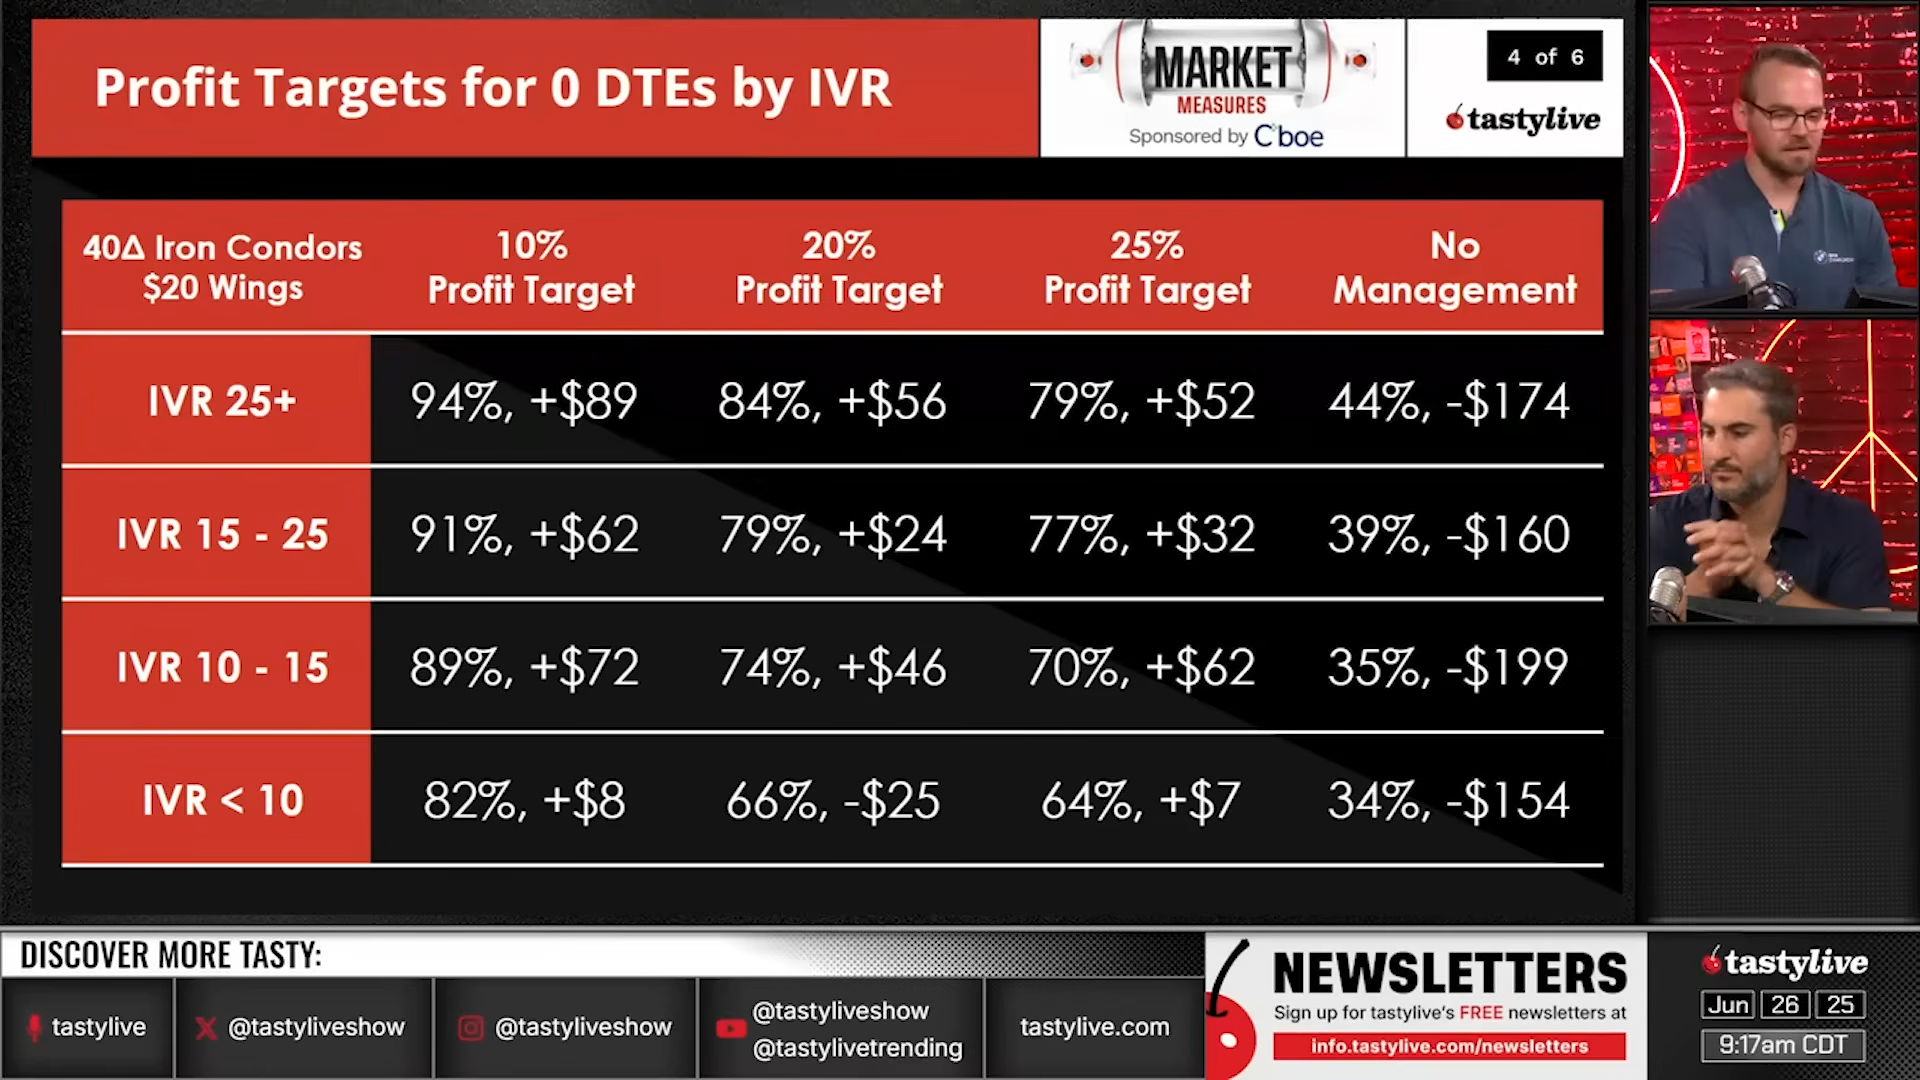 Profit Targets for 0 DTEs by IVR
MARKET
MEASURES
Sponsored by Cboe
4 of 6
tastylive
40Δ Iron Condors
$20 Wings
10%
Profit Target
20%
Profit Target
25%
Profit Target
No
Management
IVR 25+
94%, +$89
84%, +$56
79%, +$52
44%, -$174
IVR 15 - 25
91%, +$62
79%, +$24
77%, +$32
39%, -$160
IVR 10 - 15
89%, +$72
74%, +$46
70%, +$62
35%, -$199
IVR < 10
82%, +$8
66%, -$25
64%, +$7
34%, -$154
DISCOVER MORE TASTY:
tastylive
@tastyliveshow
@tastyliveshow
@tastyliveshow
@tastylivetrending
tastylive.com
NEWSLETTERS
Sign up for tastylive's FREE newsletters at
info.tastylive.com/newsletters
tastylive
Jun 26 25
9:17am CDT